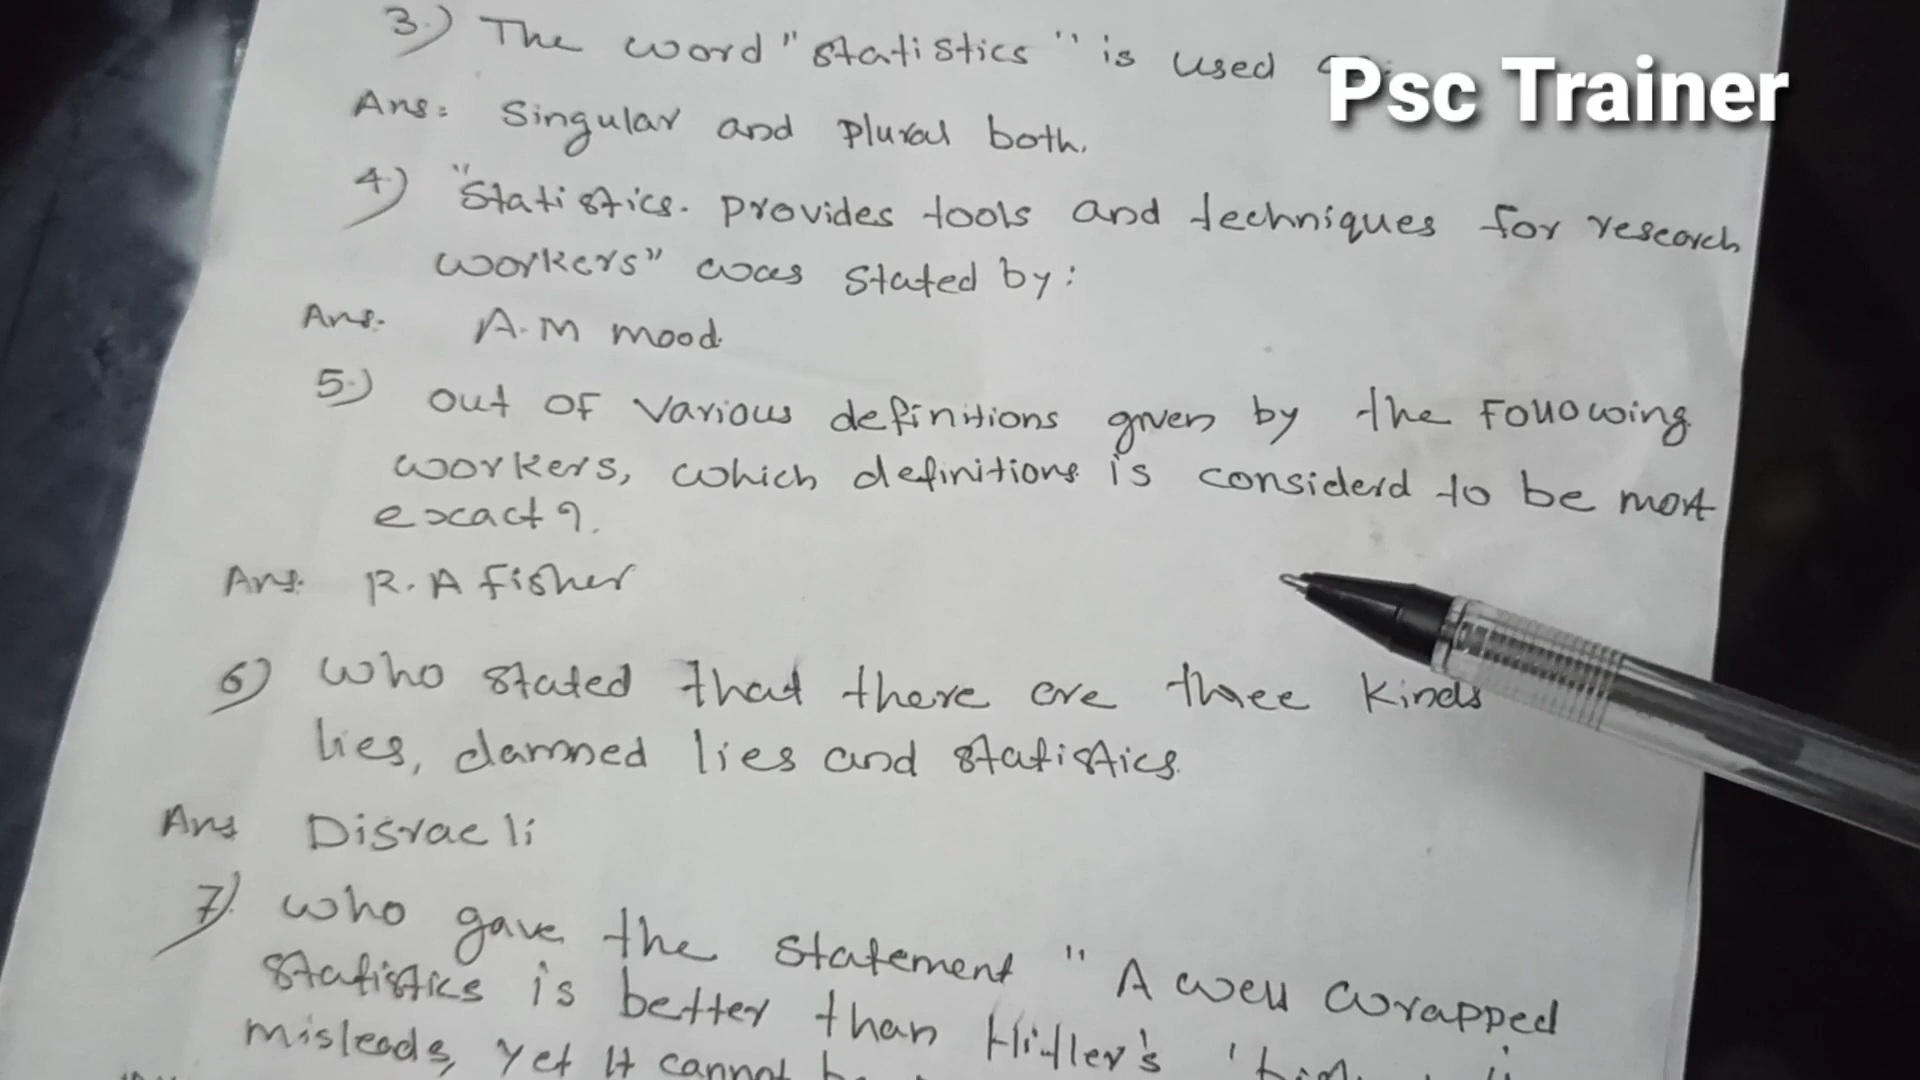 3.) The word "statistics" is used
Psc Trainer
Ans: Singular and plural both.
4.) "Statistics. provides tools and techniques for research
workers" was stated by:
Ans. A.M mood.
5.) out of various definitions given by the following
workers, which definitions is considerd to be most
exact?.
Ans. R.A fisher
6) who stated that there are three kinds
lies, damned lies and statistics.
Ans Disraeli
7). who gave the statement "A well wrapped
statistics is better than Hitler's
misleads, yet it cannot